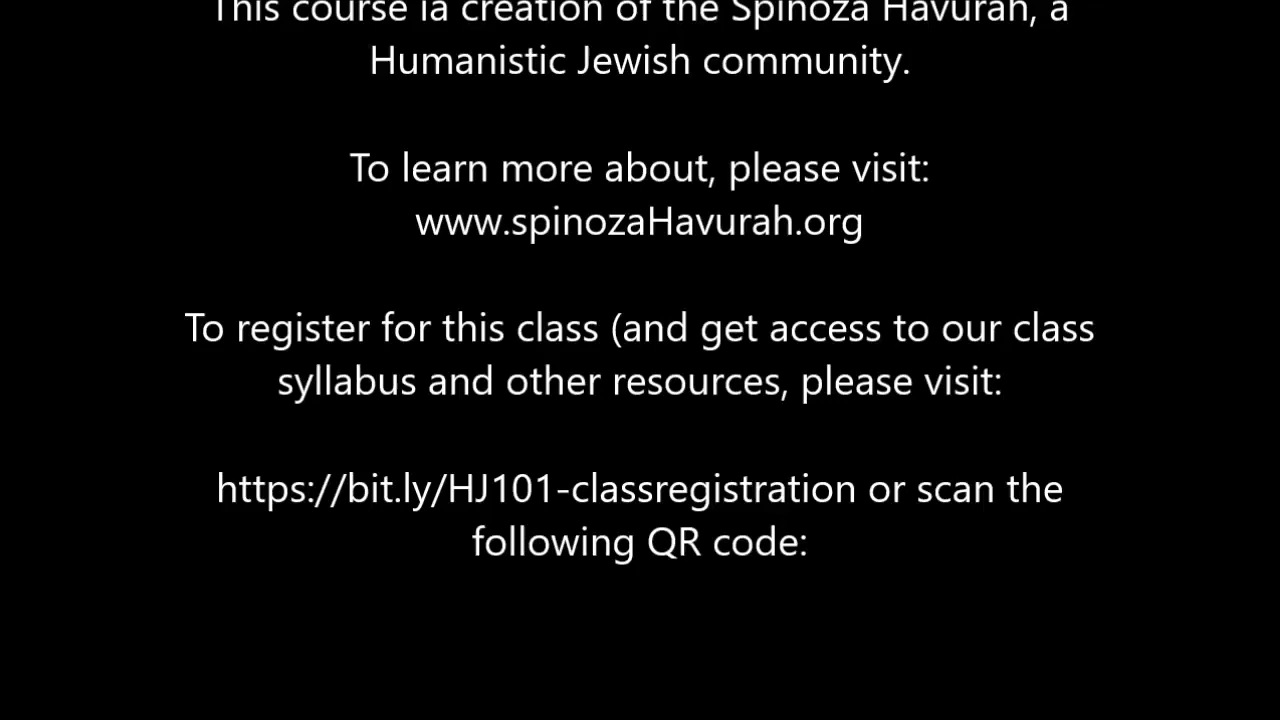 This course ia creation of the Spinoza Havurah, a
Humanistic Jewish community.
To learn more about, please visit:
www.spinozaHavurah.org
To register for this class (and get access to our class
syllabus and other resources, please visit:
https://bit.ly/HJ101-classregistration or scan the
following QR code: